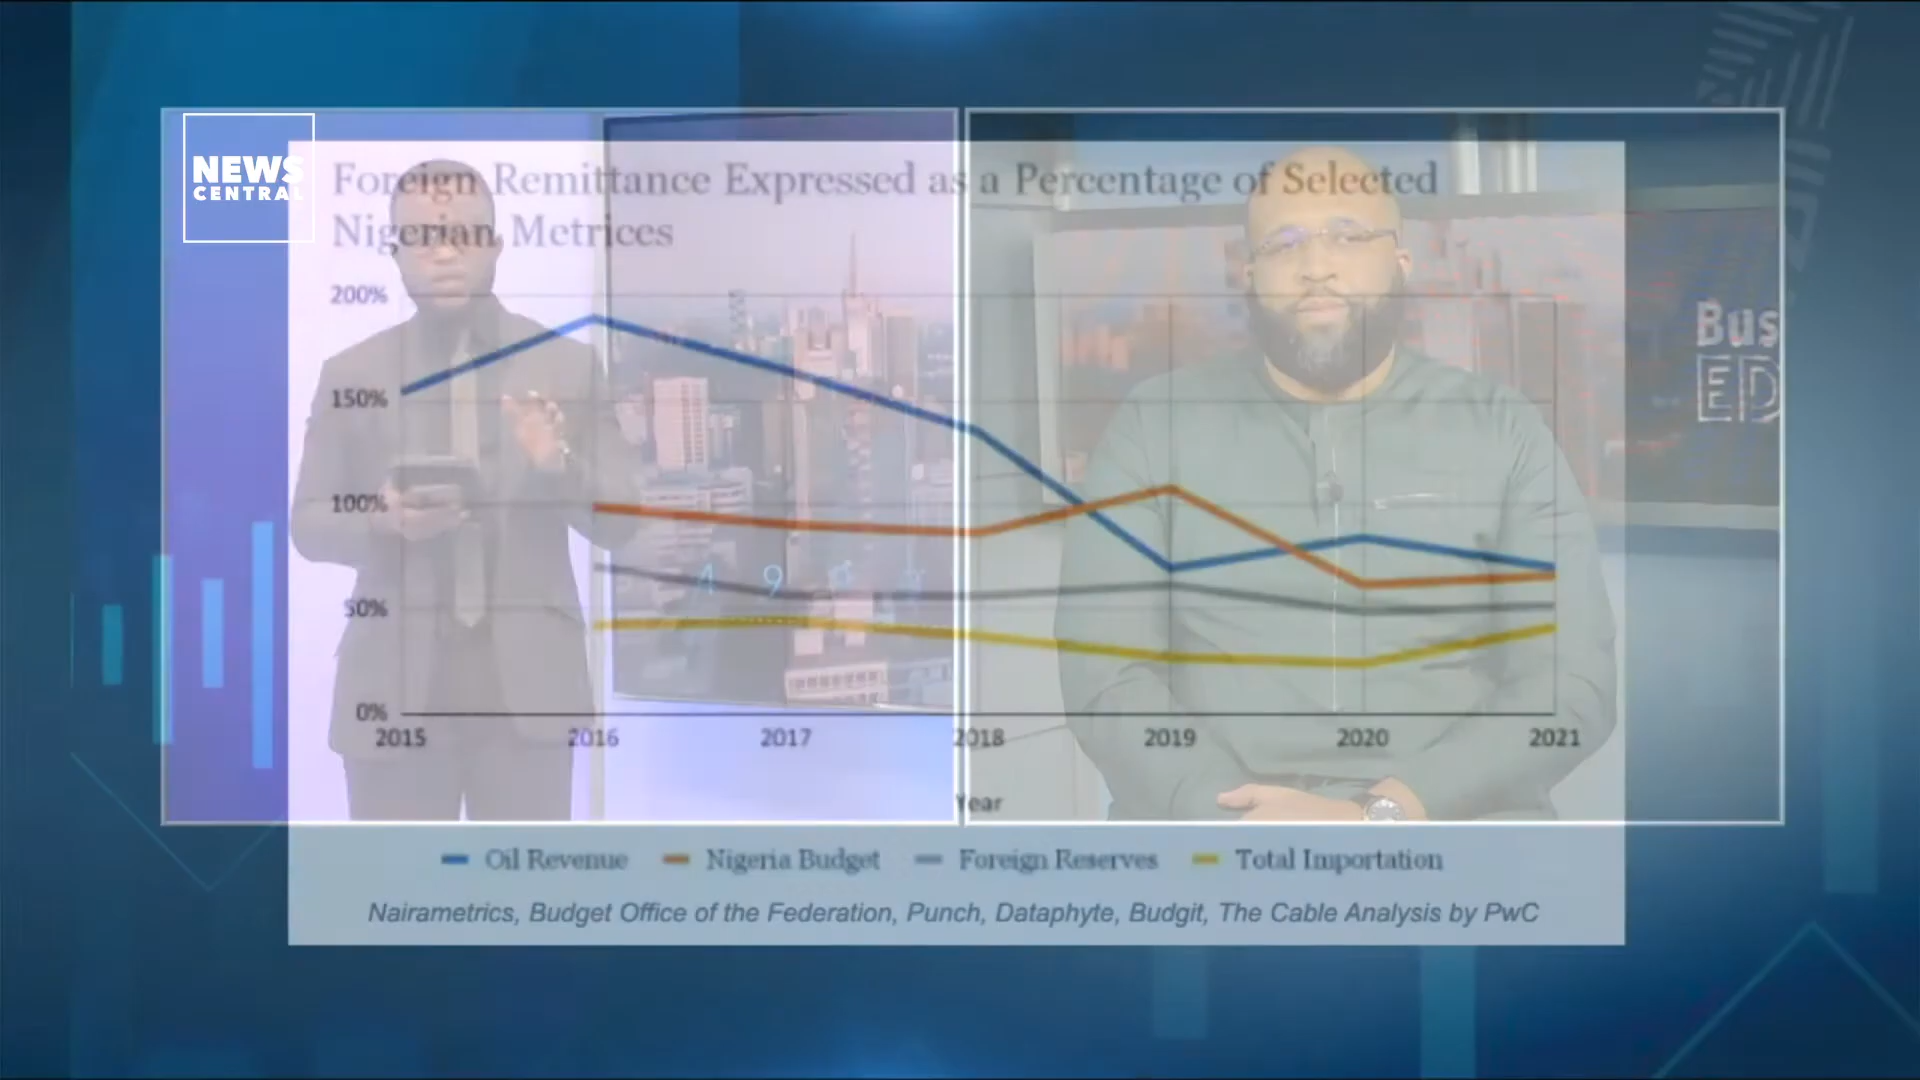 NEWS
CENTRAL
Foreign Remittance Expressed as a Percentage of Selected
Nigerian Metrices
200%
150%
100%
50%
0%
2015 2016 2017 2018 2019 2020 2021
Year
Oil Revenue Nigeria Budget Foreign Reserves Total Importation
Nairametrics, Budget Office of the Federation, Punch, Dataphyte, Budgit, The Cable Analysis by PwC
Bus
ED
4 9